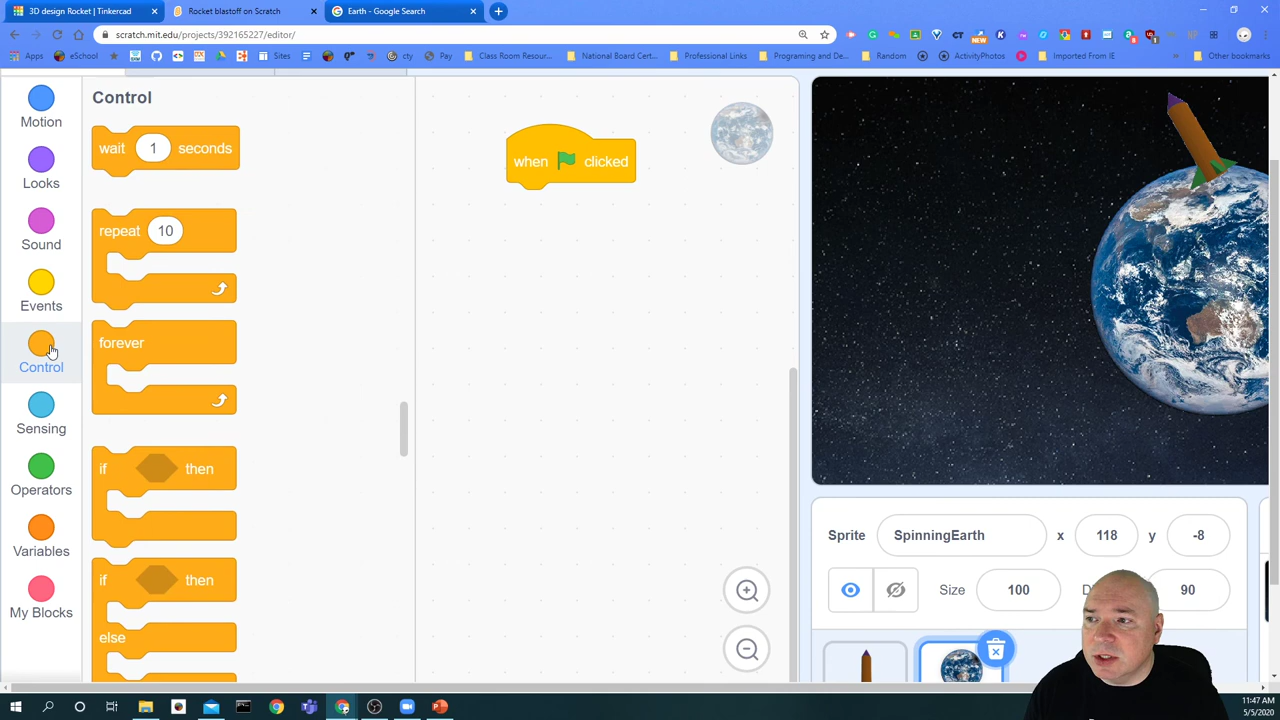 3D design Rocket | Tinkercad
Rocket blastoff on Scratch
Earth - Google Search
scratch.mit.edu/projects/392165227/editor/
Apps
eSchool
cty
Pay
Sites
Class Room Resour...
National Board Cert...
Professional Links
Programing and De...
Random
ActivityPhotos
Imported From IE
Other bookmarks
Motion
Looks
Sound
Events
Control
Sensing
Operators
Variables
My Blocks
Control
wait 1 seconds
repeat 10
forever
if then
if then
else
when clicked
Sprite SpinningEarth x 118 y -8
Size 100 90
11:47 AM
5/5/2020